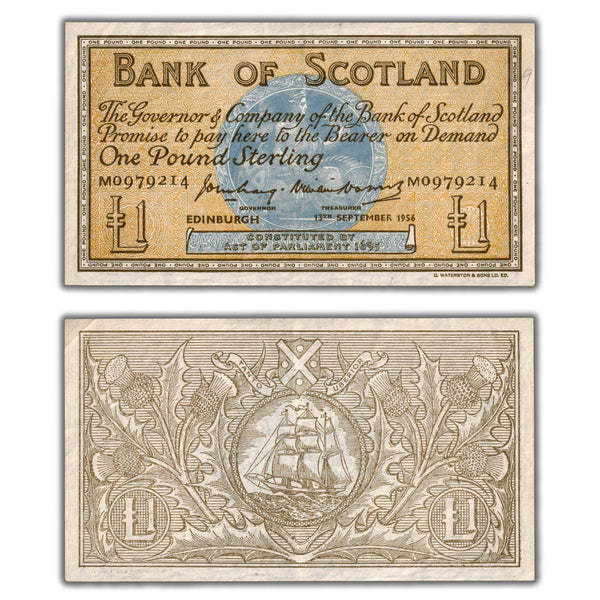 BANK OF SCOTLAND
The Governor & Company of the Bank of Scotland
Promise to pay here to the Bearer on Demand
One Pound Sterling
M0979214 M0979214
GOVERNOR TREASURER
EDINBURGH 13TH SEPTEMBER 1956
£1 £1
CONSTITUTED BY
ACT OF PARLIAMENT 1695
G. WATERSTON & SONS LD. ED.
TANTO UBERIOR
£1 £1